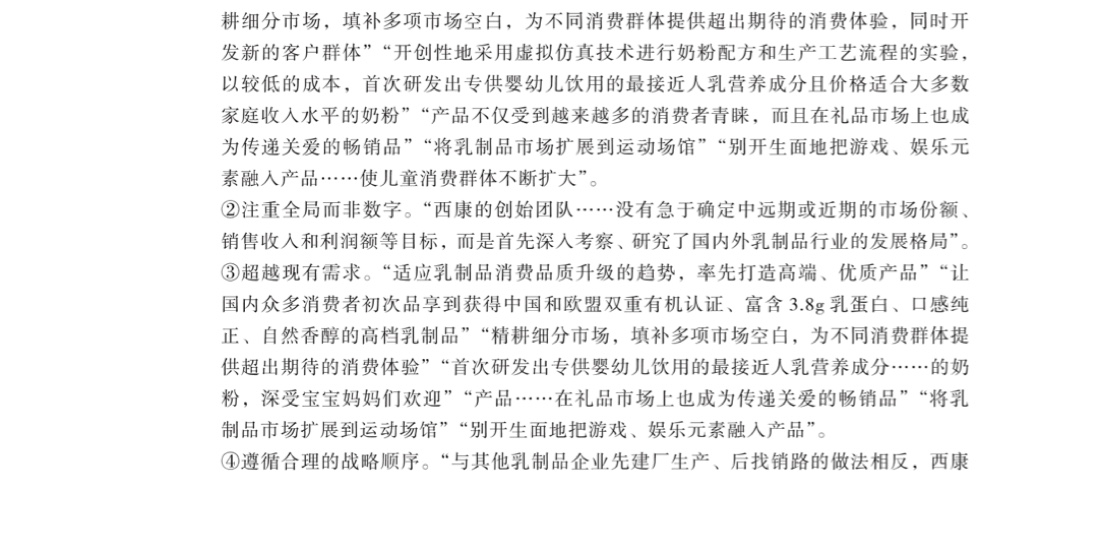 耕细分市场，填补多项市场空白，为不同消费群体提供超出期待的消费体验，同时开
发新的客户群体”“开创性地采用虚拟仿真技术进行奶粉配方和生产工艺流程的实验，
以较低的成本，首次研发出专供婴幼儿饮用的最接近人乳营养成分且价格适合大多数
家庭收入水平的奶粉”“产品不仅受到越来越多的消费者青睐，而且在礼品市场上也成
为传递关爱的畅销品”“将乳制品市场扩展到运动场馆”“别开生面地把游戏、娱乐元
素融入产品……使儿童消费群体不断扩大”。
②注重全局而非数字。“西康的创始团队……没有急于确定中远期或近期的市场份额、
销售收入和利润额等目标，而是首先深入考察、研究了国内外乳制品行业的发展格局”。
③超越现有需求。“适应乳制品消费品质升级的趋势，率先打造高端、优质产品”“让
国内众多消费者初次品享到获得中国和欧盟双重有机认证、富含 3.8g 乳蛋白、口感纯
正、自然香醇的高档乳制品”“精耕细分市场，填补多项市场空白，为不同消费群体提
供超出期待的消费体验”“首次研发出专供婴幼儿饮用的最接近人乳营养成分……的奶
粉，深受宝宝妈妈们欢迎”“产品……在礼品市场上也成为传递关爱的畅销品”“将乳
制品市场扩展到运动场馆”“别开生面地把游戏、娱乐元素融入产品”。
④遵循合理的战略顺序。“与其他乳制品企业先建厂生产、后找销路的做法相反，西康